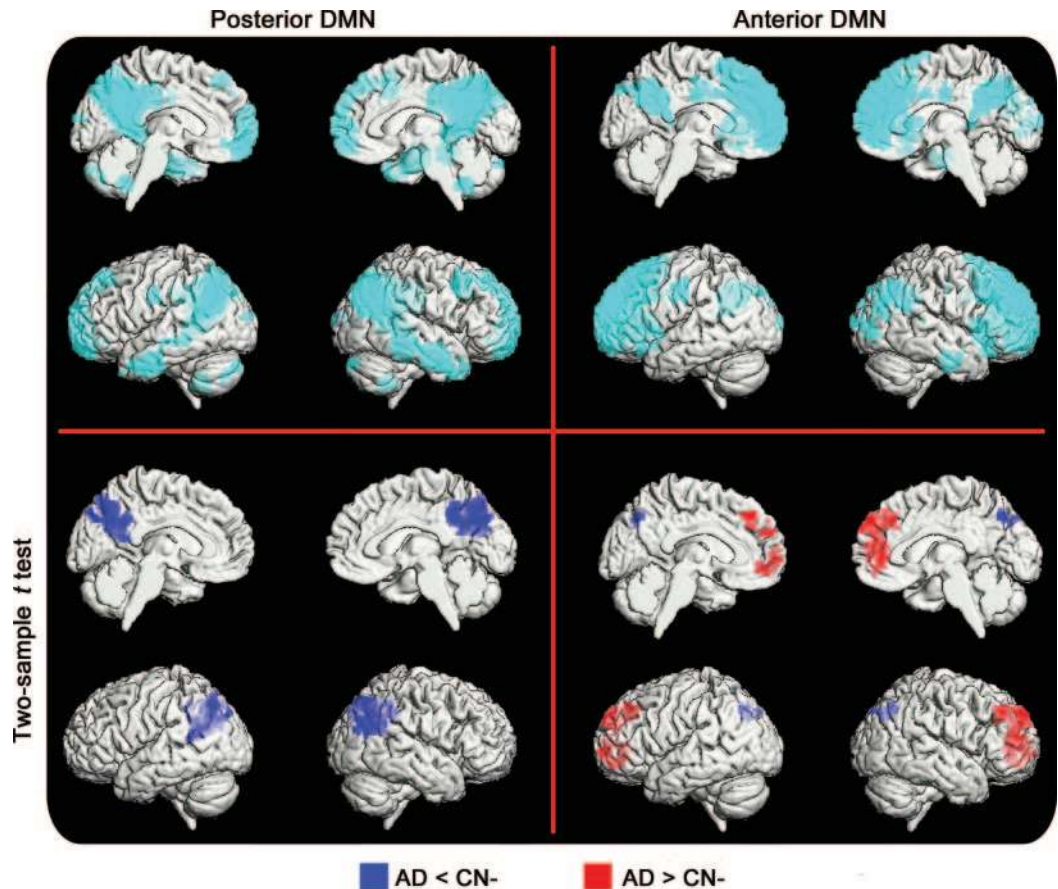 Posterior DMN
Anterior DMN
Two-sample t test
AD < CN-
AD > CN-